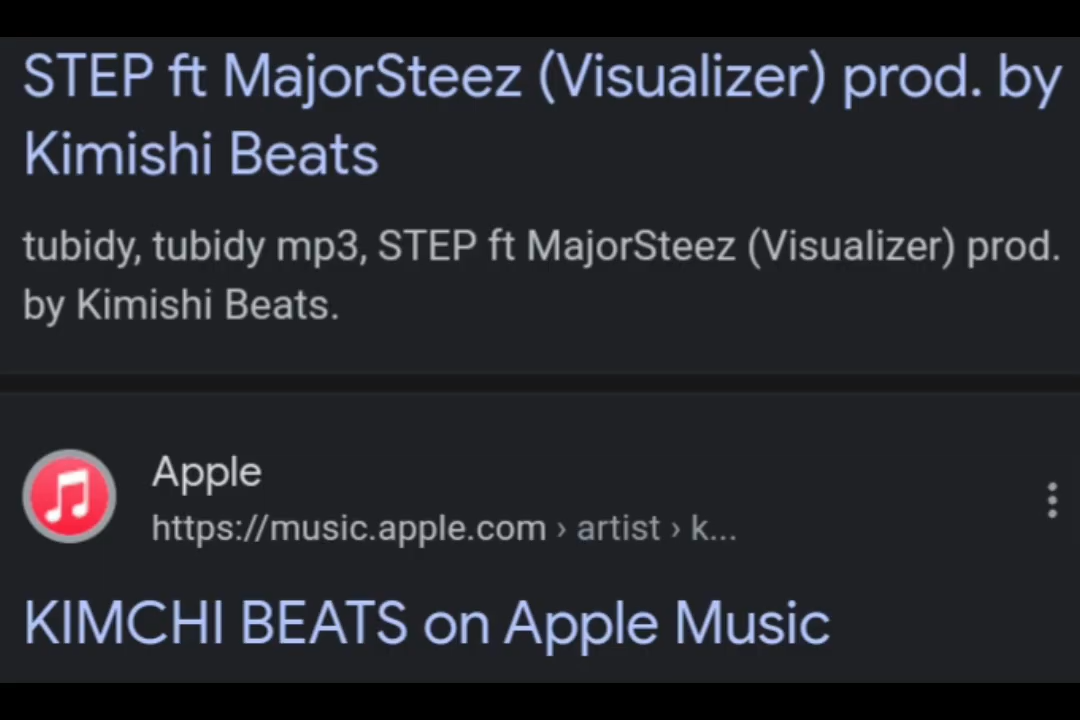 STEP ft MajorSteez (Visualizer) prod. by
Kimishi Beats
tubidy, tubidy mp3, STEP ft MajorSteez (Visualizer) prod.
by Kimishi Beats.
Apple
https://music.apple.com › artist › k...
KIMCHI BEATS on Apple Music